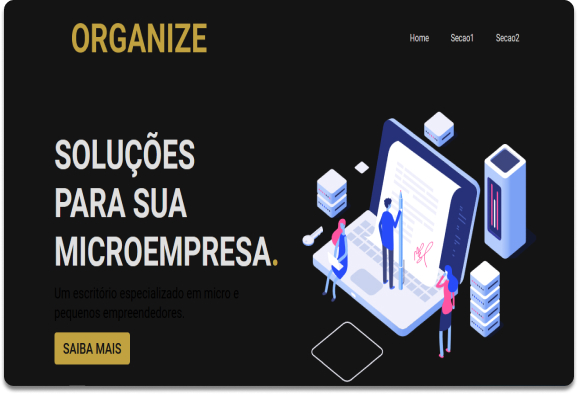 ORGANIZE
Home Secao1 Secao2
SOLUÇÕES
PARA SUA
MICROEMPRESA.
Um escritório especializado em micro e
pequenos empreendedores.
SAIBA MAIS